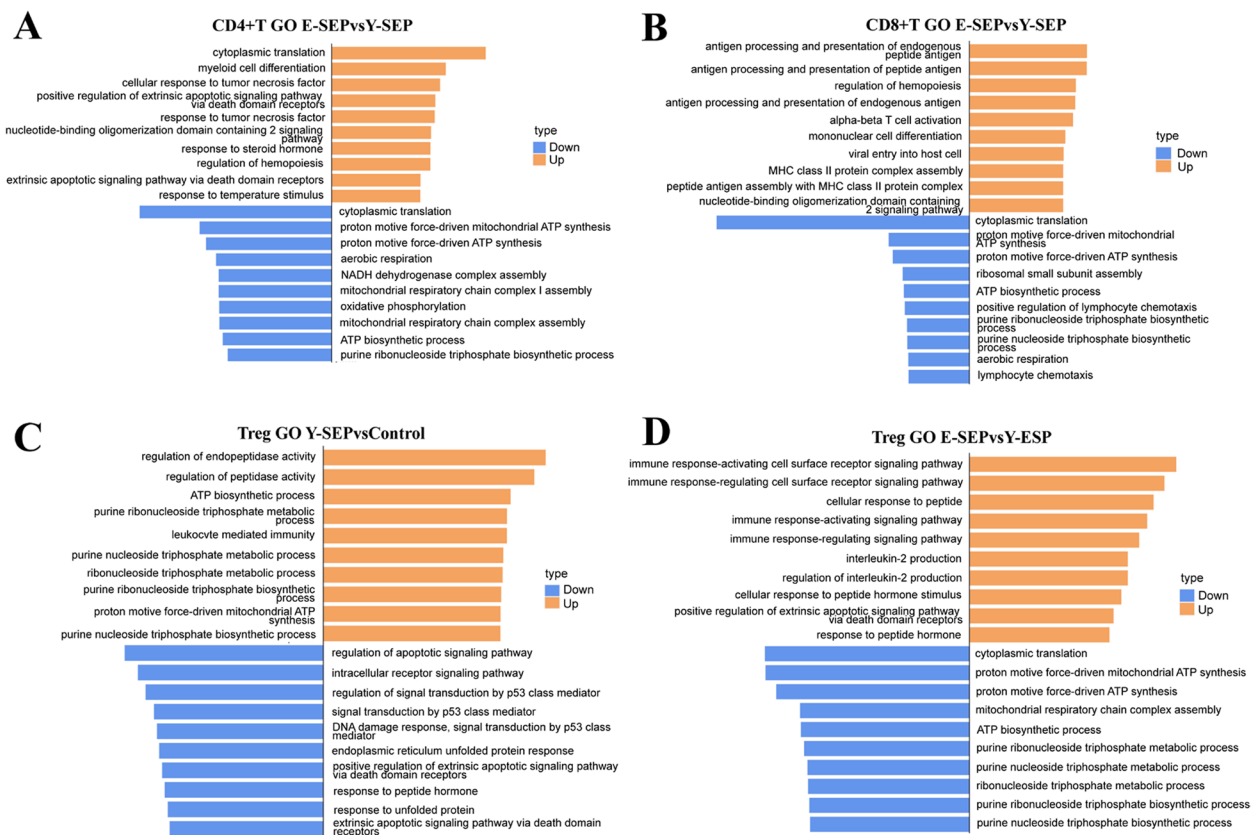 A
CD4+T GO E-SEPvsY-SEP
cytoplasmic translation
myeloid cell differentiation
cellular response to tumor necrosis factor
positive regulation of extrinsic apoptotic signaling pathway
via death domain receptors
response to tumor necrosis factor
nucleotide-binding oligomerization domain containing 2 signaling
pathway
response to steroid hormone
regulation of hemopoiesis
extrinsic apoptotic signaling pathway via death domain receptors
response to temperature stimulus
cytoplasmic translation
proton motive force-driven mitochondrial ATP synthesis
proton motive force-driven ATP synthesis
aerobic respiration
NADH dehydrogenase complex assembly
mitochondrial respiratory chain complex I assembly
oxidative phosphorylation
mitochondrial respiratory chain complex assembly
ATP biosynthetic process
purine ribonucleoside triphosphate biosynthetic process
type
Down
Up
B
CD8+T GO E-SEPvsY-SEP
antigen processing and presentation of endogenous
peptide antigen
antigen processing and presentation of peptide antigen
regulation of hemopoiesis
antigen processing and presentation of endogenous antigen
alpha-beta T cell activation
mononuclear cell differentiation
viral entry into host cell
MHC class II protein complex assembly
peptide antigen assembly with MHC class II protein complex
nucleotide-binding oligomerization domain containing
2 signaling pathway
cytoplasmic translation
proton motive force-driven mitochondrial
ATP synthesis
proton motive force-driven ATP synthesis
ribosomal small subunit assembly
ATP biosynthetic process
positive regulation of lymphocyte chemotaxis
purine ribonucleoside triphosphate biosynthetic
process
purine nucleoside triphosphate biosynthetic
process
aerobic respiration
lymphocyte chemotaxis
type
Down
Up
C
Treg GO Y-SEPvsControl
regulation of endopeptidase activity
regulation of peptidase activity
ATP biosynthetic process
purine ribonucleoside triphosphate metabolic
process
leukocyte mediated immunity
purine nucleoside triphosphate metabolic process
ribonucleoside triphosphate metabolic process
purine ribonucleoside triphosphate biosynthetic
process
proton motive force-driven mitochondrial ATP
synthesis
purine nucleoside triphosphate biosynthetic process
regulation of apoptotic signaling pathway
intracellular receptor signaling pathway
regulation of signal transduction by p53 class mediator
signal transduction by p53 class mediator
DNA damage response, signal transduction by p53 class
mediator
endoplasmic reticulum unfolded protein response
positive regulation of extrinsic apoptotic signaling pathway
via death domain receptors
response to peptide hormone
response to unfolded protein
extrinsic apoptotic signaling pathway via death domain
receptors
type
Down
Up
D
Treg GO E-SEPvsY-ESP
immune response-activating cell surface receptor signaling pathway
immune response-regulating cell surface receptor signaling pathway
cellular response to peptide
immune response-activating signaling pathway
immune response-regulating signaling pathway
interleukin-2 production
regulation of interleukin-2 production
cellular response to peptide hormone stimulus
positive regulation of extrinsic apoptotic signaling pathway
via death domain receptors
response to peptide hormone
cytoplasmic translation
proton motive force-driven mitochondrial ATP synthesis
proton motive force-driven ATP synthesis
mitochondrial respiratory chain complex assembly
ATP biosynthetic process
purine ribonucleoside triphosphate metabolic process
purine nucleoside triphosphate metabolic process
ribonucleoside triphosphate metabolic process
purine ribonucleoside triphosphate biosynthetic process
purine nucleoside triphosphate biosynthetic process
type
Down
Up